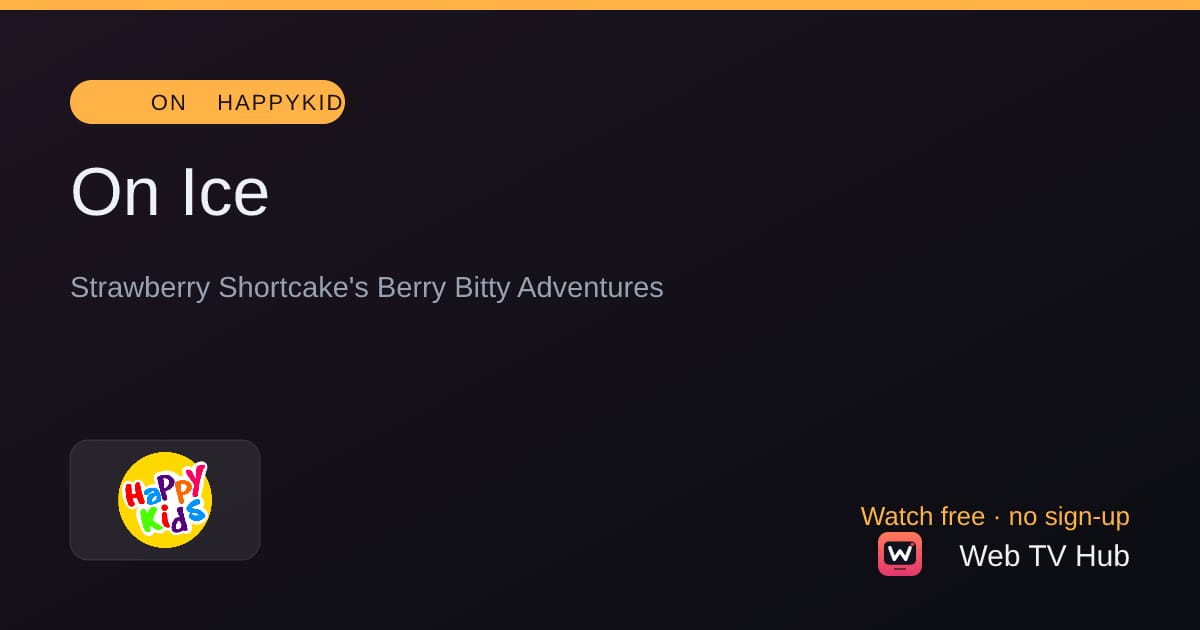 ON HAPPYKID
On Ice
Strawberry Shortcake's Berry Bitty Adventures
HaPPY
Kids
Watch free · no sign-up
W
Web TV Hub